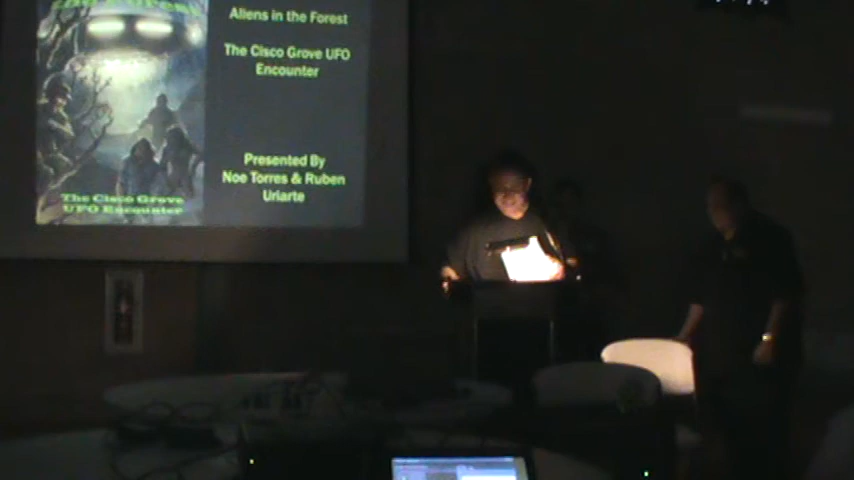 Aliens in the Forest
The Cisco Grove UFO
Encounter
Presented By
Noe Torres & Ruben
Uriarte
The Cisco Grove
UFO Encounter